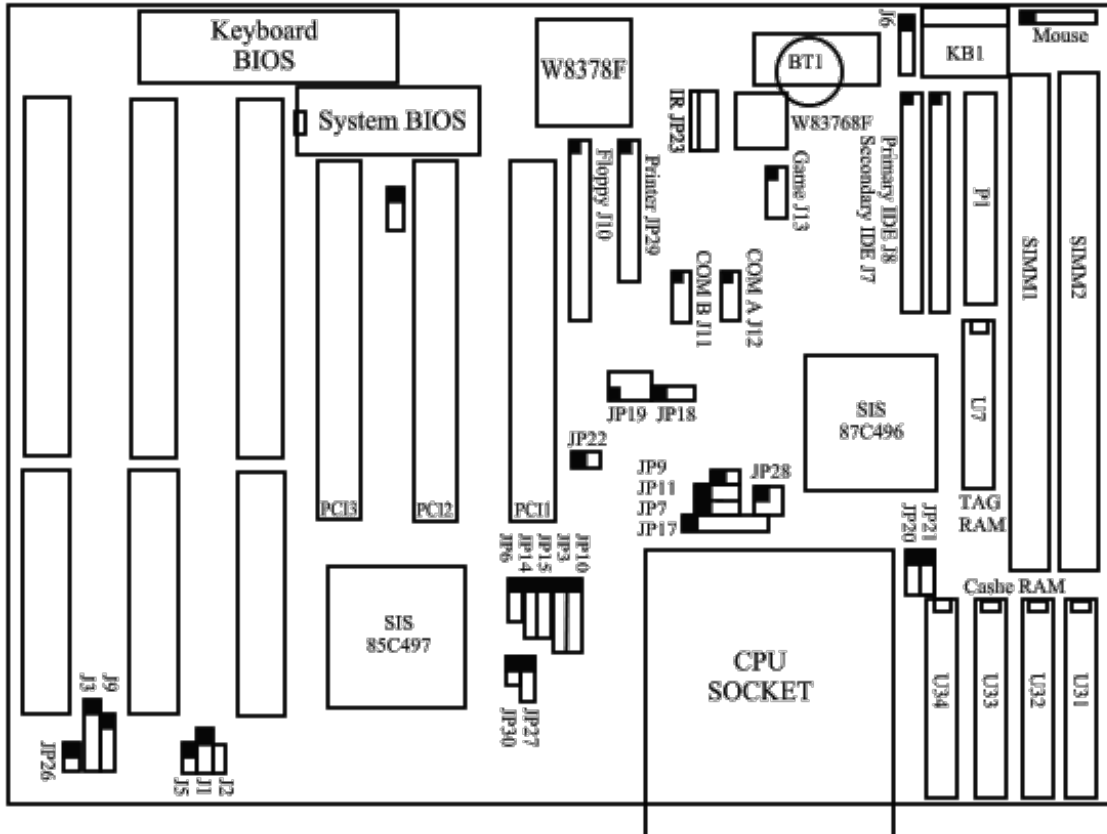 Keyboard
BIOS
System BIOS
W8378F
BT1
W83768F
J6
KB1
Mouse
IR JP23
Floppy J10
Printer JP29
Game J13
COM B J11
COM A J12
Primary IDE J8
Secondary IDE J7
P1
SIMM1
SIMM2
PCI3
PCI2
PCI1
JP19
JP18
JP22
JP9
JP11
JP7
JP17
JP28
SIS
87C496
U7
TAG
RAM
JP20
JP21
Cashe RAM
JP6
JP14
JP15
JP3
JP10
SIS
85C497
JP30
JP27
CPU
SOCKET
U34
U33
U32
U31
J3
J9
JP26
J5
J1
J2